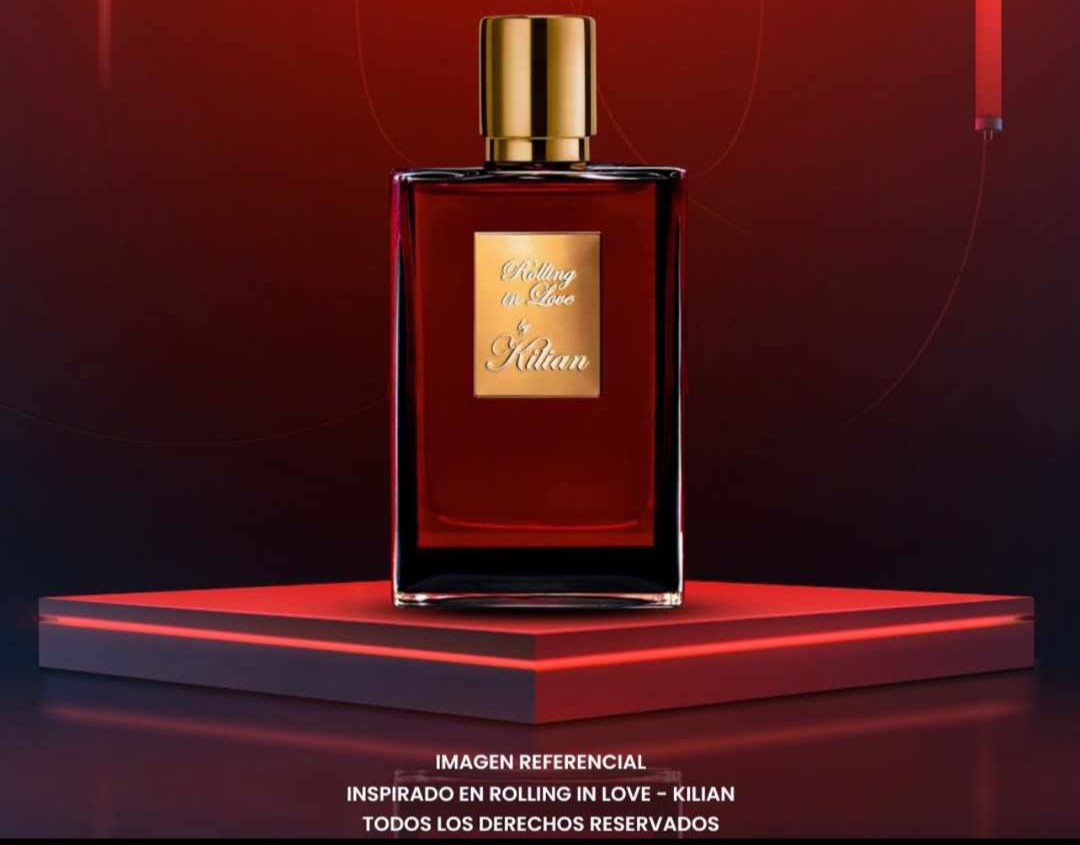 Rolling
in Love
by
Kilian
IMAGEN REFERENCIAL
INSPIRADO EN ROLLING IN LOVE - KILIAN
TODOS LOS DERECHOS RESERVADOS